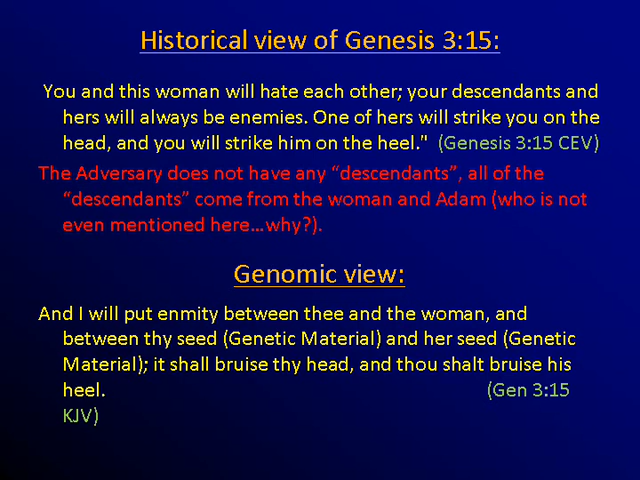 Historical view of Genesis 3:15:
You and this woman will hate each other; your descendants and
hers will always be enemies. One of hers will strike you on the
head, and you will strike him on the heel." (Genesis 3:15 CEV)
The Adversary does not have any “descendants”, all of the
“descendants” come from the woman and Adam (who is not
even mentioned here…why?).
Genomic view:
And I will put enmity between thee and the woman, and
between thy seed (Genetic Material) and her seed (Genetic
Material); it shall bruise thy head, and thou shalt bruise his
heel. (Gen 3:15
KJV)